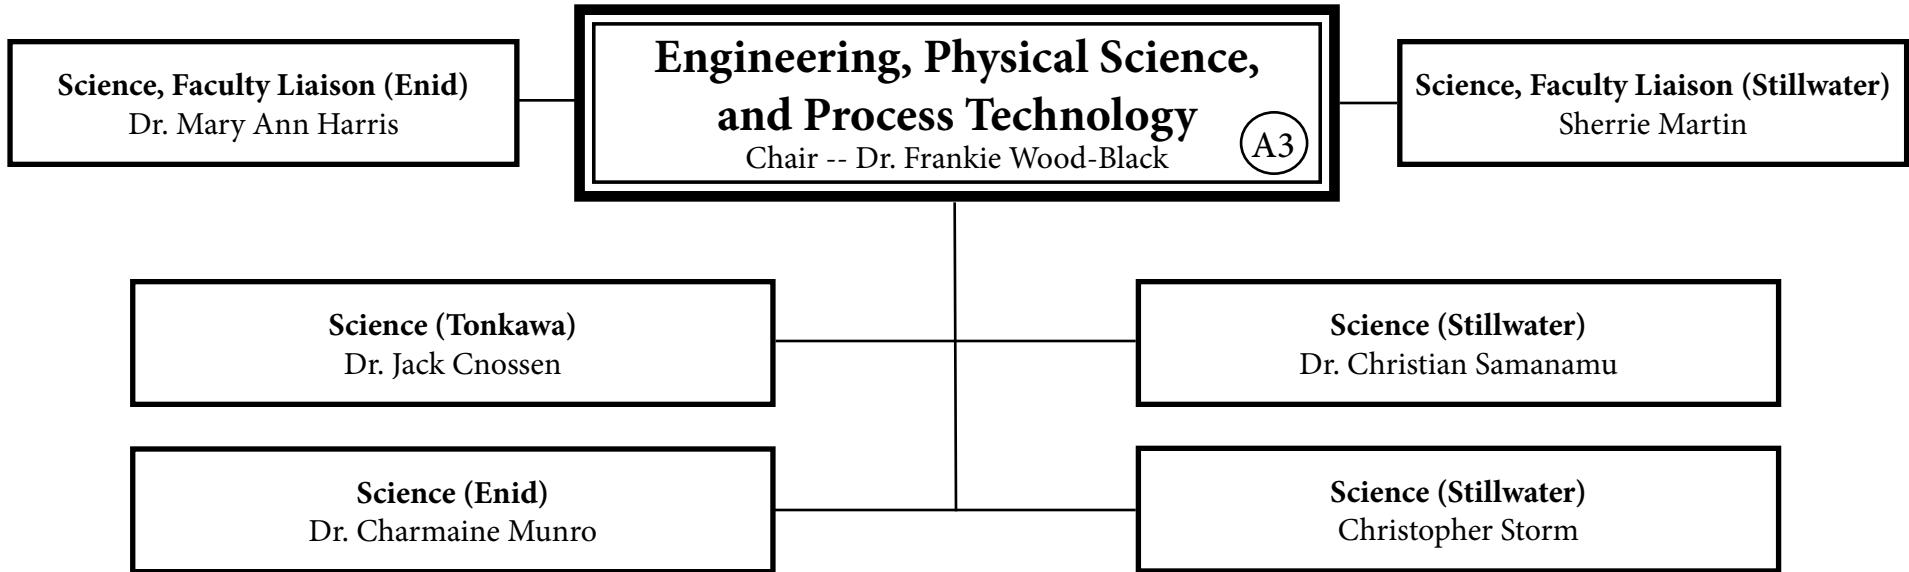 Science, Faculty Liaison (Enid)
Dr. Mary Ann Harris
Engineering, Physical Science,
and Process Technology
Chair -- Dr. Frankie Wood-Black
A3
Science, Faculty Liaison (Stillwater)
Sherrie Martin
Science (Tonkawa)
Dr. Jack Cnossen
Science (Stillwater)
Dr. Christian Samanamu
Science (Enid)
Dr. Charmaine Munro
Science (Stillwater)
Christopher Storm